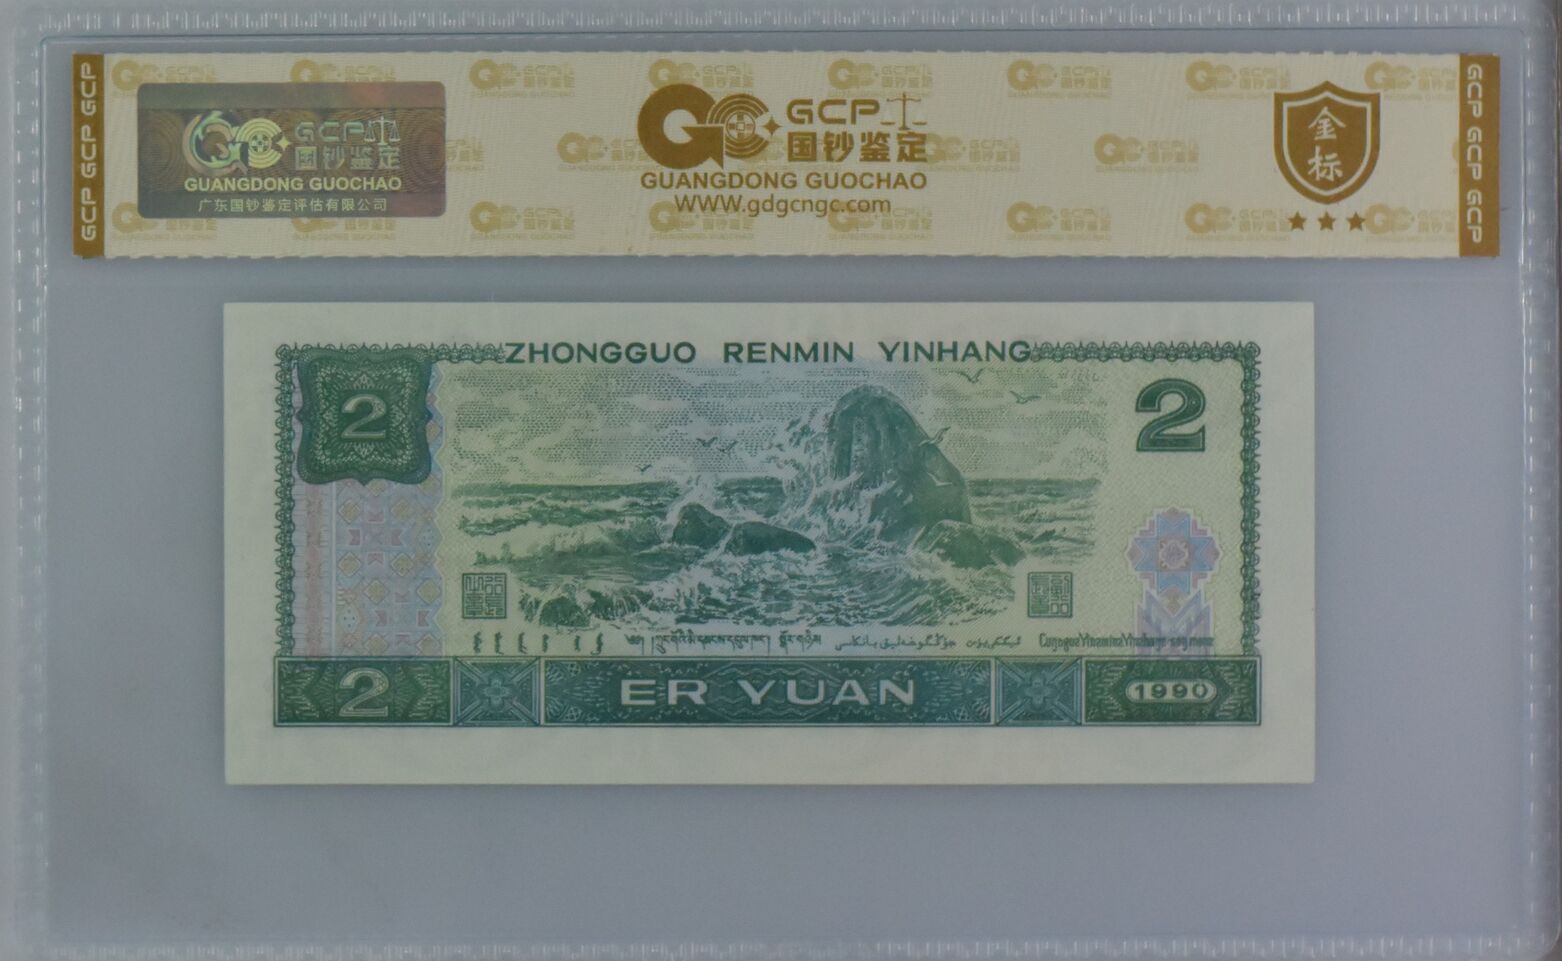 GCP GCP GCP
GCP 国钞鉴定
GUANGDONG GUOCHAO
广东国钞鉴定评估有限公司
GCP
国钞鉴定
GUANGDONG GUOCHAO
WWW.gdgcngc.com
金标
GCP GCP GCP
ZHONGGUO RENMIN YINHANG
2
2
2
ER YUAN
1990